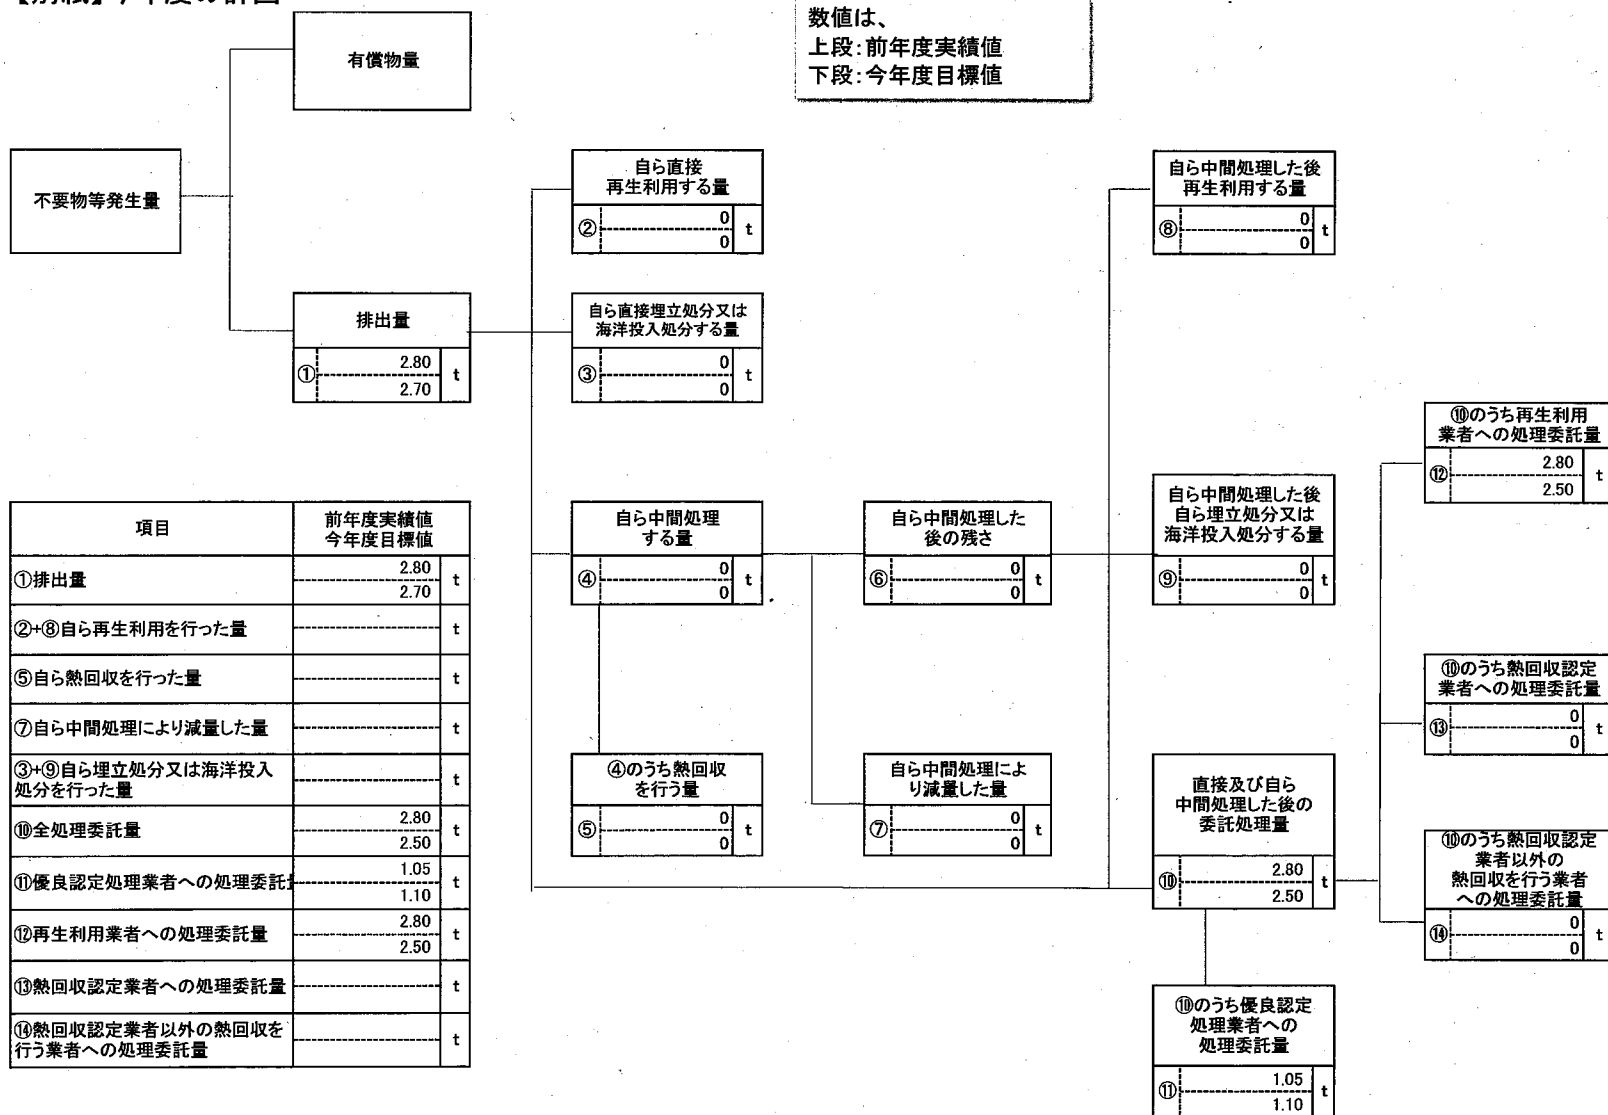 数値は、
上段:前年度実績値
下段:今年度目標値
有償物量
不要物等発生量
排出量
① 2.80 t
2.70
自ら直接
再生利用する量
② 0 t
0
自ら直接埋立処分又は
海洋投入処分する量
③ 0 t
0
自ら中間処理した後
再生利用する量
⑧ 0 t
0
⑩のうち再生利用
業者への処理委託量
⑫ 2.80 t
2.50
自ら中間処理
する量
④ 0 t
0
自ら中間処理した
後の残さ
⑥ 0 t
0
自ら中間処理した後
自ら埋立処分又は
海洋投入処分する量
⑨ 0 t
0
⑩のうち熱回収認定
業者への処理委託量
⑬ 0 t
0
④のうち熱回収
を行う量
⑤ 0 t
0
自ら中間処理によ
り減量した量
⑦ 0 t
0
直接及び自ら
中間処理した後の
委託処理量
⑩ 2.80 t
2.50
⑩のうち熱回収認定
業者以外の
熱回収を行う業者
への処理委託量
⑭ 0 t
0
⑩のうち優良認定
処理業者への
処理委託量
⑪ 1.05 t
1.10
項目 前年度実績値
今年度目標値
①排出量 2.80 t
2.70
②+⑧自ら再生利用を行った量 t
⑤自ら熱回収を行った量 t
⑦自ら中間処理により減量した量 t
③+⑨自ら埋立処分又は海洋投入
処分を行った量 t
⑩全処理委託量 2.80 t
2.50
⑪優良認定処理業者への処理委託 1.05 t
1.10
⑫再生利用業者への処理委託量 2.80 t
2.50
⑬熱回収認定業者への処理委託量 t
⑭熱回収認定業者以外の熱回収を
行う業者への処理委託量 t